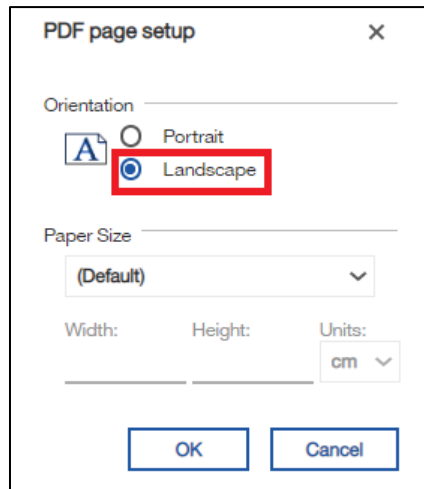 PDF page setup
Orientation
A
Portrait
Landscape
Paper Size
(Default)
Width: Height: Units:
cm
OK Cancel